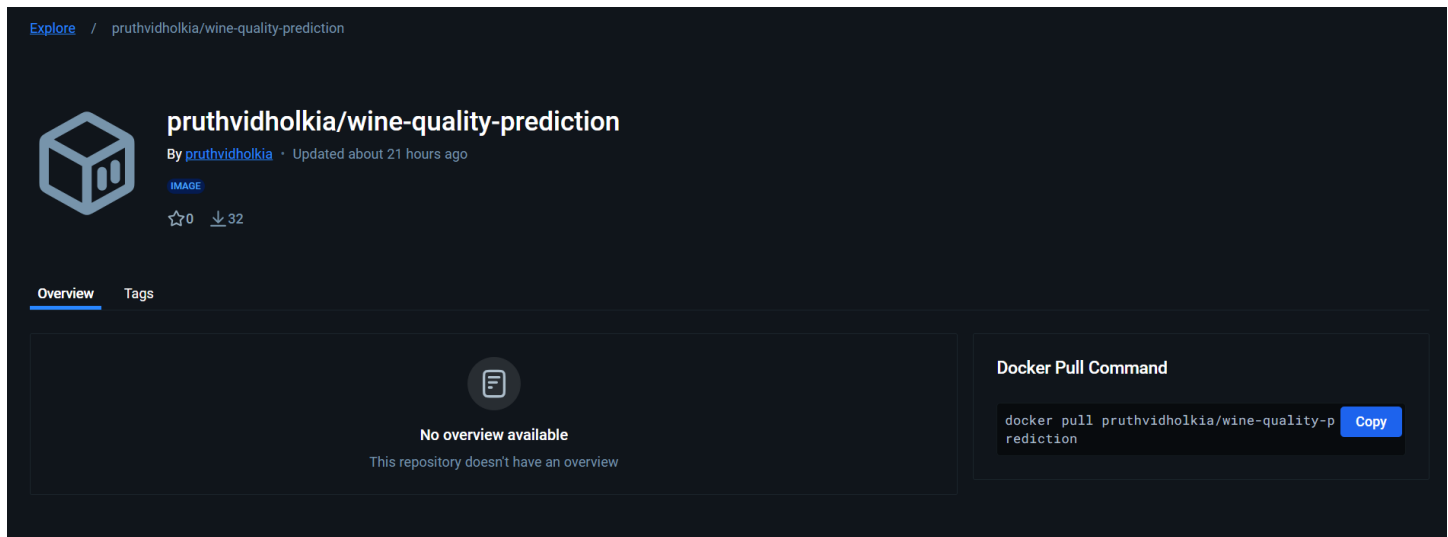 Explore / pruthvidholkia/wine-quality-prediction
pruthvidholkia/wine-quality-prediction
By pruthvidholkia · Updated about 21 hours ago
IMAGE
0 32
Overview Tags
No overview available
This repository doesn't have an overview
Docker Pull Command
docker pull pruthvidholkia/wine-quality-p
rediction
Copy